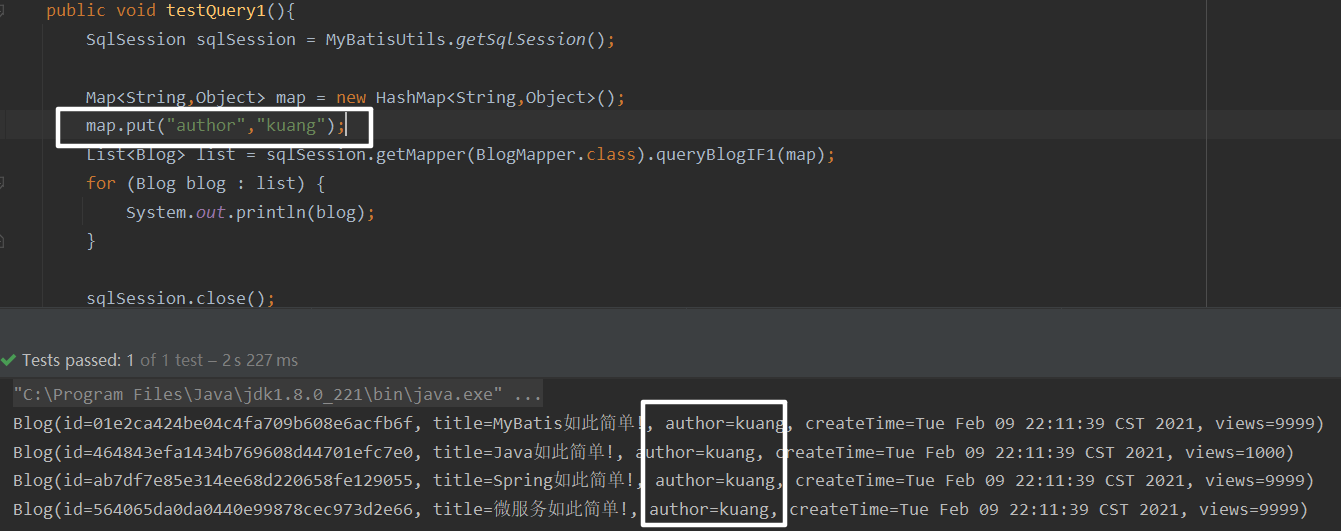 public void testQuery1(){
SqlSession sqlSession = MyBatisUtils.getSqlSession();
Map<String,Object> map = new HashMap<String,Object>();
map.put("author","kuang");
List<Blog> list = sqlSession.getMapper(BlogMapper.class).queryBlogIF1(map);
for (Blog blog : list) {
System.out.println(blog);
}
sqlSession.close();
Tests passed: 1 of 1 test – 2 s 227 ms
"C:\Program Files\Java\jdk1.8.0_221\bin\java.exe" ...
Blog(id=01e2ca424be04c4fa709b608e6acfb6f, title=MyBatis如此简单!, author=kuang, createTime=Tue Feb 09 22:11:39 CST 2021, views=9999)
Blog(id=464843efa1434b769608d44701efc7e0, title=Java如此简单!, author=kuang, createTime=Tue Feb 09 22:11:39 CST 2021, views=1000)
Blog(id=ab7df7e85e314ee68d220658fe129055, title=Spring如此简单!, author=kuang, createTime=Tue Feb 09 22:11:39 CST 2021, views=9999)
Blog(id=564065da0da0440e99878cec973d2e66, title=微服务如此简单!, author=kuang, createTime=Tue Feb 09 22:11:39 CST 2021, views=9999)